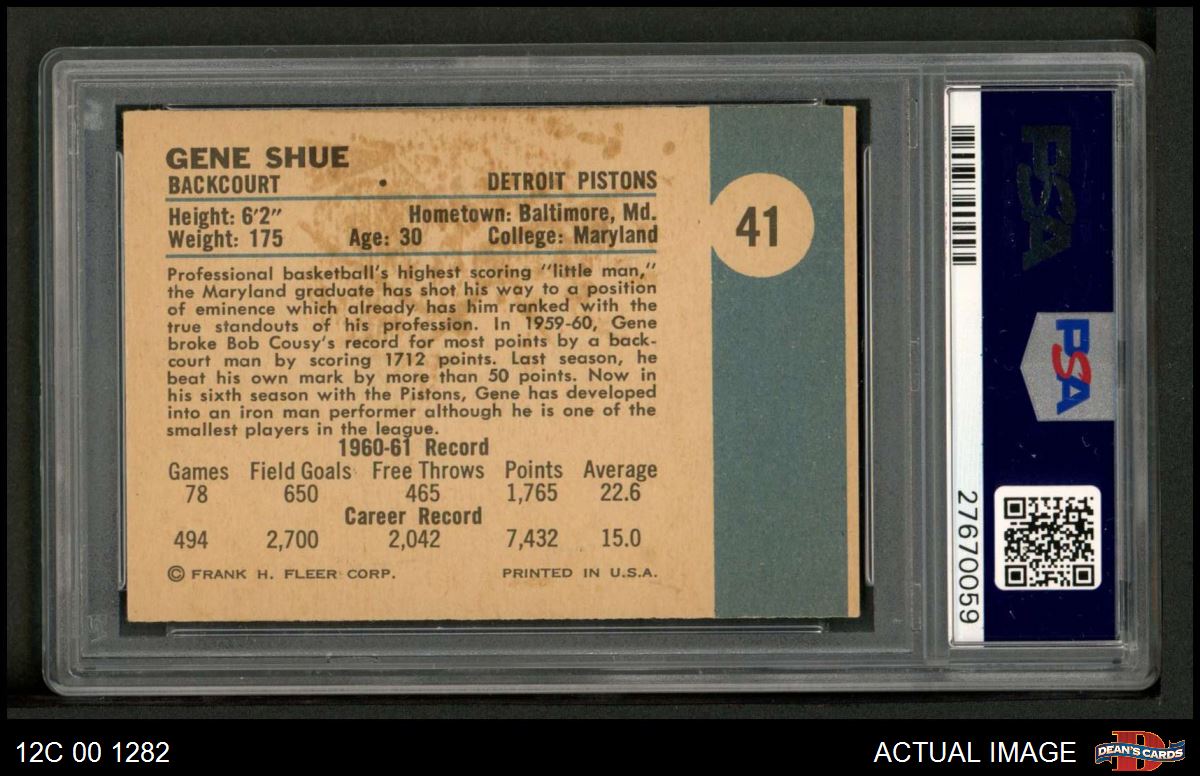 GENE SHUE
BACKCOURT • DETROIT PISTONS
Height: 6'2" Hometown: Baltimore, Md.
Weight: 175 Age: 30 College: Maryland
41
Professional basketball's highest scoring "little man,"
the Maryland graduate has shot his way to a position
of eminence which already has him ranked with the
true standouts of his profession. In 1959-60, Gene
broke Bob Cousy's record for most points by a back-
court man by scoring 1712 points. Last season, he
beat his own mark by more than 50 points. Now in
his sixth season with the Pistons, Gene has developed
into an iron man performer although he is one of the
smallest players in the league.
1960-61 Record
Games Field Goals Free Throws Points Average
78 650 465 1,765 22.6
Career Record
494 2,700 2,042 7,432 15.0
© FRANK H. FLEER CORP. PRINTED IN U.S.A.
PSA
PSA
27670059
12C 00 1282
ACTUAL IMAGE
DEAN'S CARDS